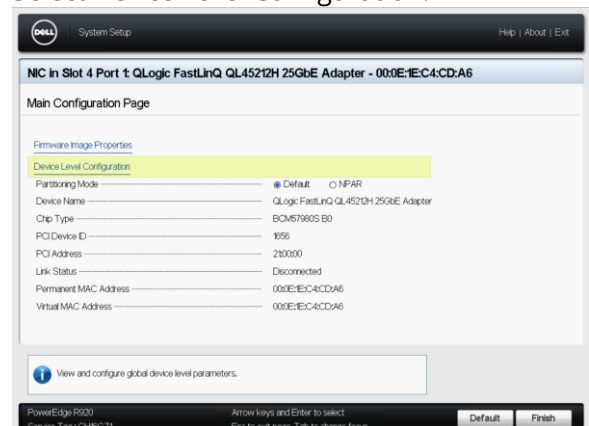 Select Device Level Configuration.
DELL
System Setup
Help | About | Exit
NIC in Slot 4 Port 1: QLogic FastLinQ QL45212H 25GbE Adapter - 00:0E:1E:C4:CD:A6
Main Configuration Page
Firmware Image Properties
Device Level Configuration
Partitioning Mode Default NPAR
Device Name QLogic FastLinQ QL45212H 25GbE Adapter
Chip Type BCM57980S B0
PCI Device ID 1656
PCI Address 21:00:00
Link Status Disconnected
Permanent MAC Address 00:0E:1E:C4:CD:A6
Virtual MAC Address 00:0E:1E:C4:CD:A6
View and configure global device level parameters.
PowerEdge R920
Arrow keys and Enter to select
Esc to exit page, Tab to change focus
Default
Finish